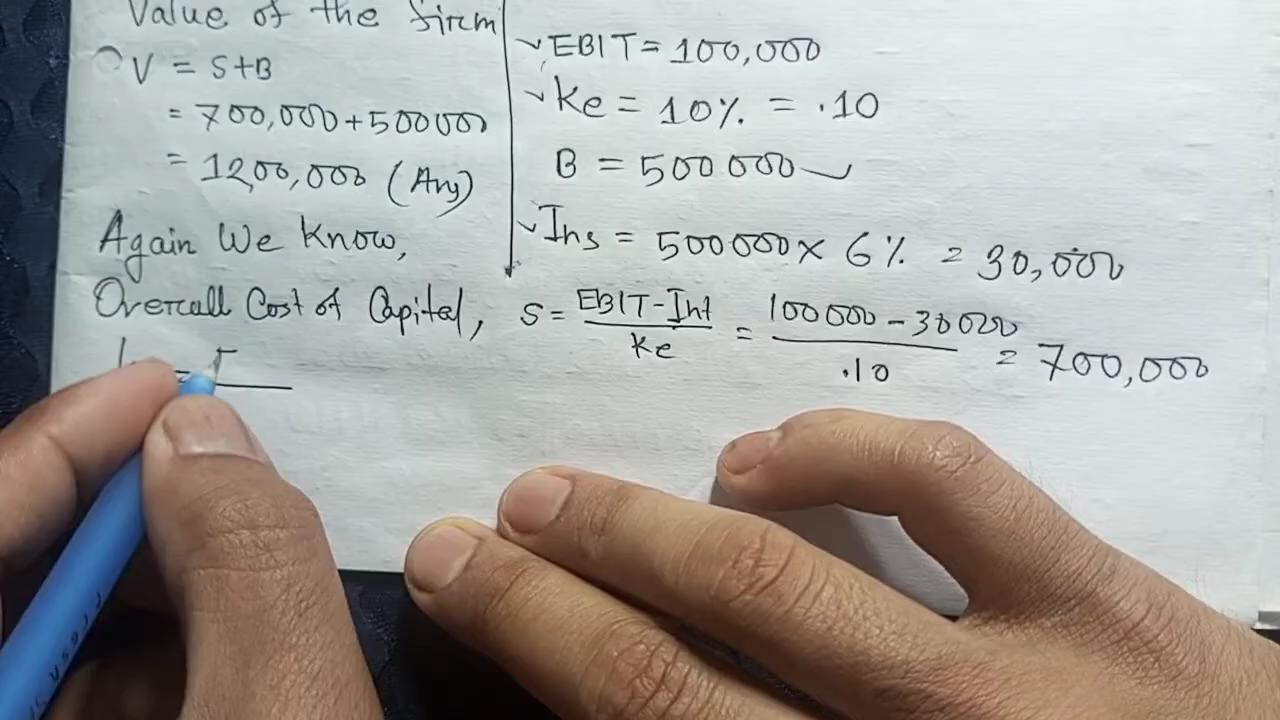 Value of the firm
V = S+B
= 700,000+500000
= 1200,000 (Ans)
Again We Know,
Overall Cost of Capital,
EBIT = 100,000
Ke = 10% = .10
B = 500000
Ins = 500000 × 6% = 30,000
S = EBIT-Int / Ke = 100000 - 30000 / .10 = 700,000